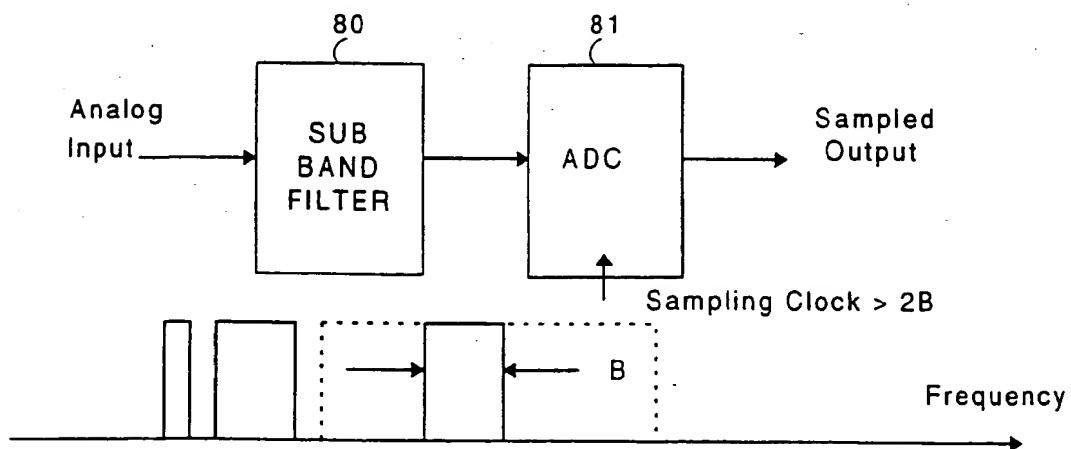 80
81
Analog
Input
SUB
BAND
FILTER
ADC
Sampled
Output
Sampling Clock > 2B
B
Frequency